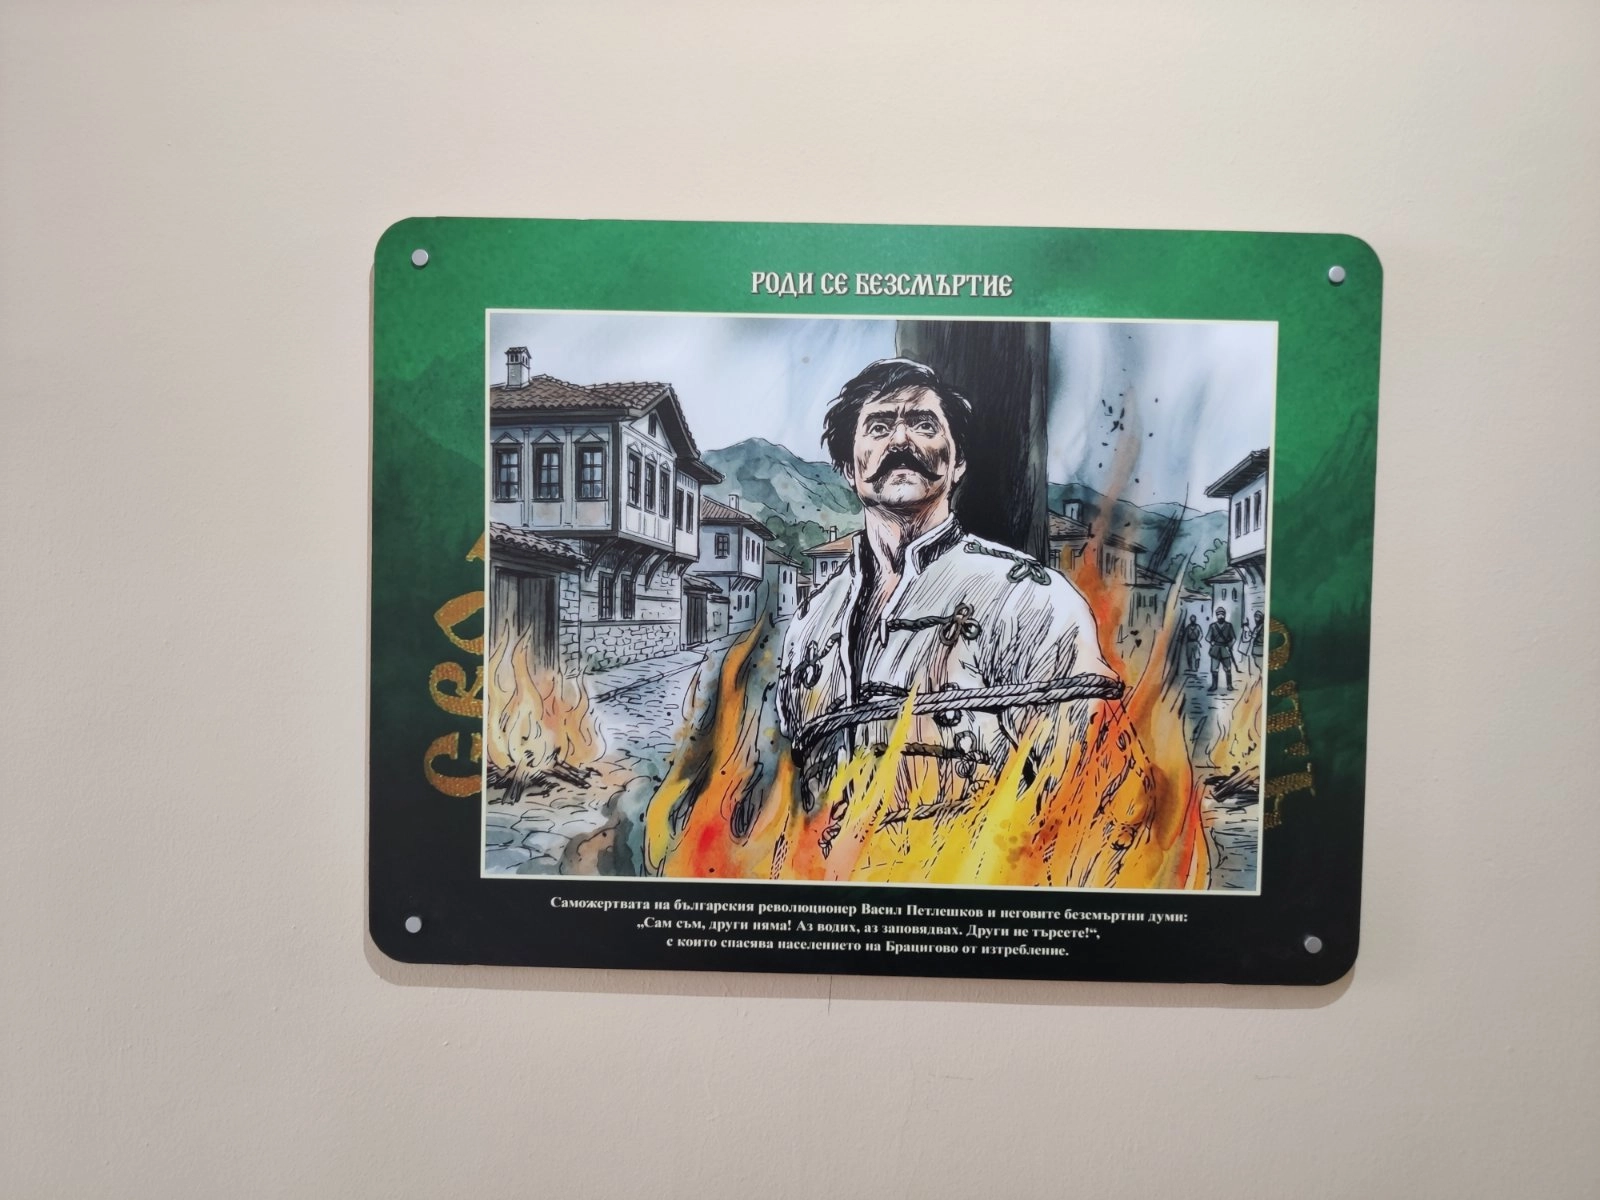 РОДИ СЕ БЕЗСМЪРТИЕ
Саможертвата на българския революционер Васил Петлешков и неговите безсмъртни думи:
„Сам съм, други няма! Аз водих, аз заповядвах. Други не търсете!“,
с които спасява населението на Брацигово от изтребление.